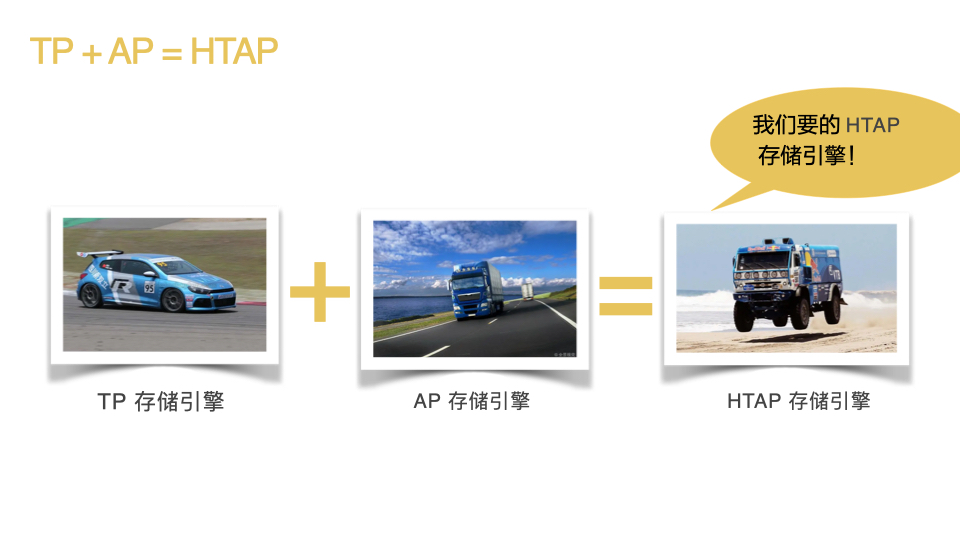 TP + AP = HTAP
我们要的 HTAP
存储引擎！
R
95
TP 存储引擎
AP 存储引擎
HTAP 存储引擎